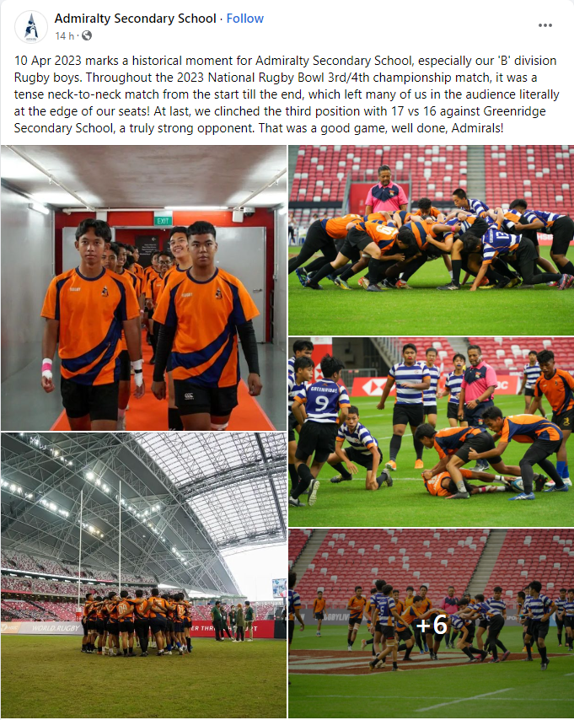 Admiralty Secondary School · Follow
14 h ·
10 Apr 2023 marks a historical moment for Admiralty Secondary School, especially our 'B' division
Rugby boys. Throughout the 2023 National Rugby Bowl 3rd/4th championship match, it was a
tense neck-to-neck match from the start till the end, which left many of us in the audience literally
at the edge of our seats! At last, we clinched the third position with 17 vs 16 against Greenridge
Secondary School, a truly strong opponent. That was a good game, well done, Admirals!
EXIT
GREENRIDGE
9
HSBC
WORLD RUGBY
+6